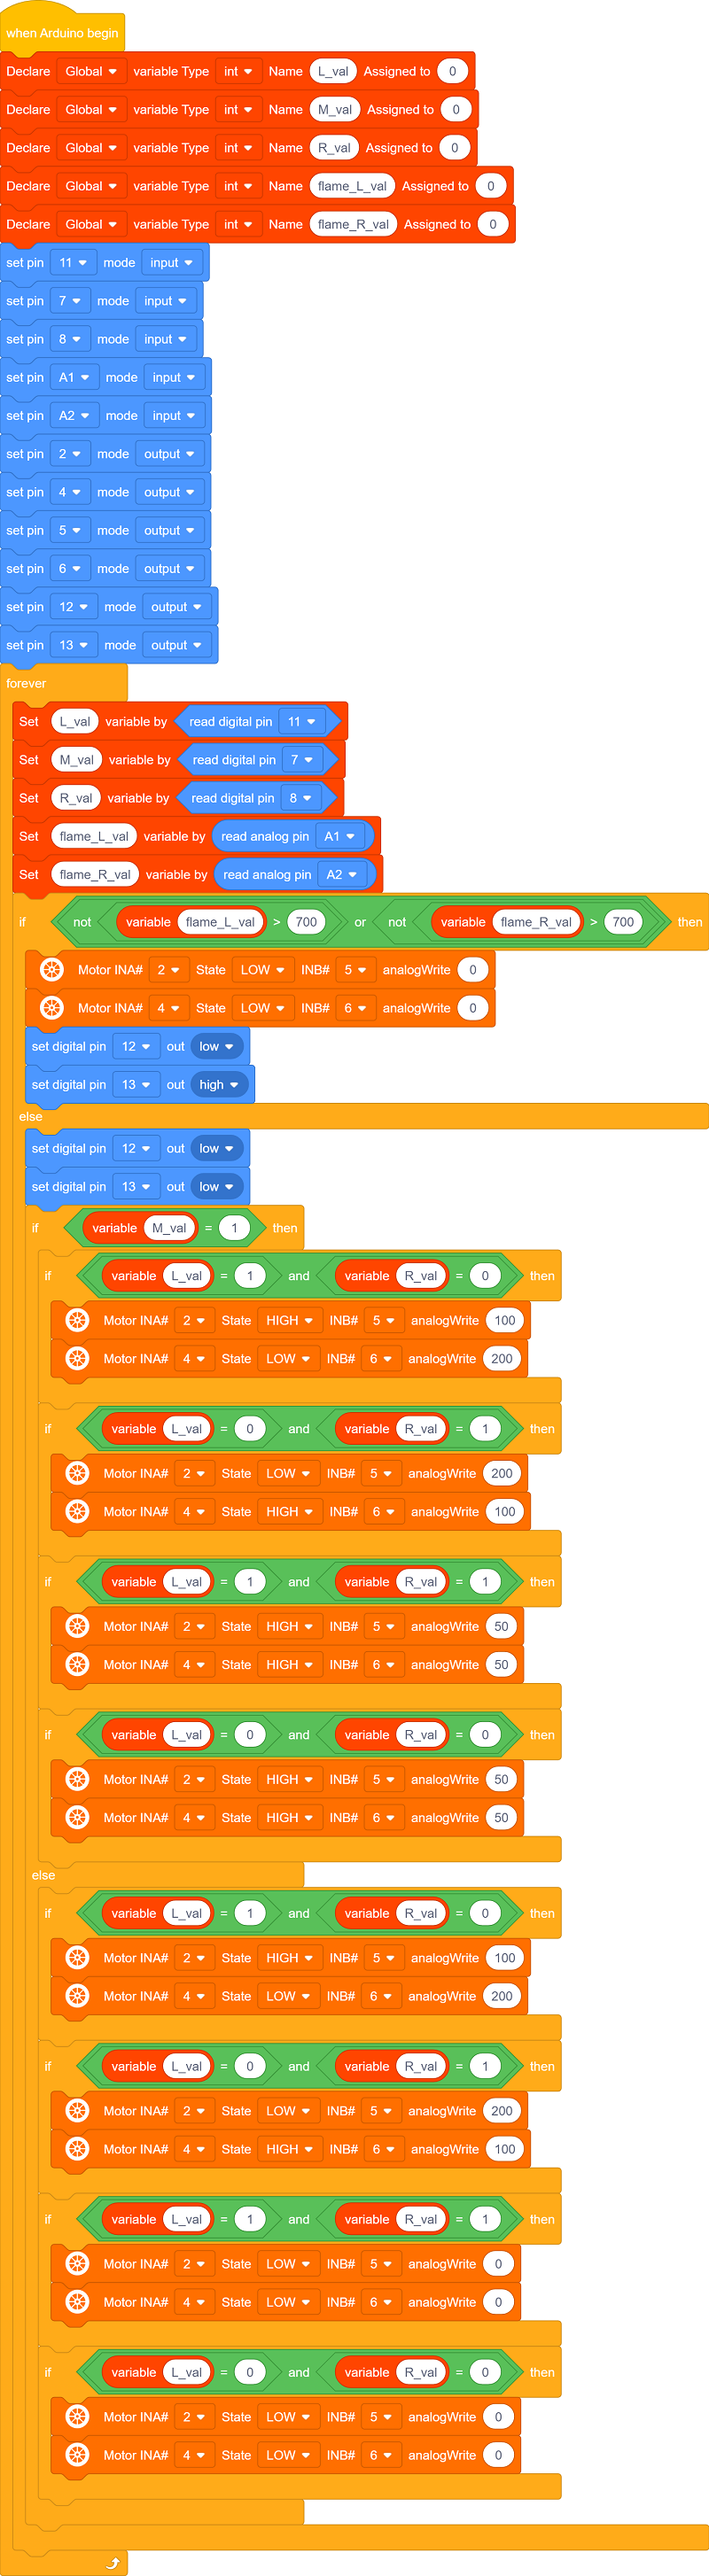 when Arduino begin
Declare Global variable Type int Name L_val Assigned to 0
Declare Global variable Type int Name M_val Assigned to 0
Declare Global variable Type int Name R_val Assigned to 0
Declare Global variable Type int Name flame_L_val Assigned to 0
Declare Global variable Type int Name flame_R_val Assigned to 0
set pin 11 mode input
set pin 7 mode input
set pin 8 mode input
set pin A1 mode input
set pin A2 mode input
set pin 2 mode output
set pin 4 mode output
set pin 5 mode output
set pin 6 mode output
set pin 12 mode output
set pin 13 mode output
forever
Set L_val variable by read digital pin 11
Set M_val variable by read digital pin 7
Set R_val variable by read digital pin 8
Set flame_L_val variable by read analog pin A1
Set flame_R_val variable by read analog pin A2
if not variable flame_L_val > 700 or not variable flame_R_val > 700 then
Motor INA# 2 State LOW INB# 5 analogWrite 0
Motor INA# 4 State LOW INB# 6 analogWrite 0
set digital pin 12 out low
set digital pin 13 out high
else
set digital pin 12 out low
set digital pin 13 out low
if variable M_val = 1 then
if variable L_val = 1 and variable R_val = 0 then
Motor INA# 2 State HIGH INB# 5 analogWrite 100
Motor INA# 4 State LOW INB# 6 analogWrite 200
if variable L_val = 0 and variable R_val = 1 then
Motor INA# 2 State LOW INB# 5 analogWrite 200
Motor INA# 4 State HIGH INB# 6 analogWrite 100
if variable L_val = 1 and variable R_val = 1 then
Motor INA# 2 State HIGH INB# 5 analogWrite 50
Motor INA# 4 State HIGH INB# 6 analogWrite 50
if variable L_val = 0 and variable R_val = 0 then
Motor INA# 2 State HIGH INB# 5 analogWrite 50
Motor INA# 4 State HIGH INB# 6 analogWrite 50
else
if variable L_val = 1 and variable R_val = 0 then
Motor INA# 2 State HIGH INB# 5 analogWrite 100
Motor INA# 4 State LOW INB# 6 analogWrite 200
if variable L_val = 0 and variable R_val = 1 then
Motor INA# 2 State LOW INB# 5 analogWrite 200
Motor INA# 4 State HIGH INB# 6 analogWrite 100
if variable L_val = 1 and variable R_val = 1 then
Motor INA# 2 State LOW INB# 5 analogWrite 0
Motor INA# 4 State LOW INB# 6 analogWrite 0
if variable L_val = 0 and variable R_val = 0 then
Motor INA# 2 State LOW INB# 5 analogWrite 0
Motor INA# 4 State LOW INB# 6 analogWrite 0